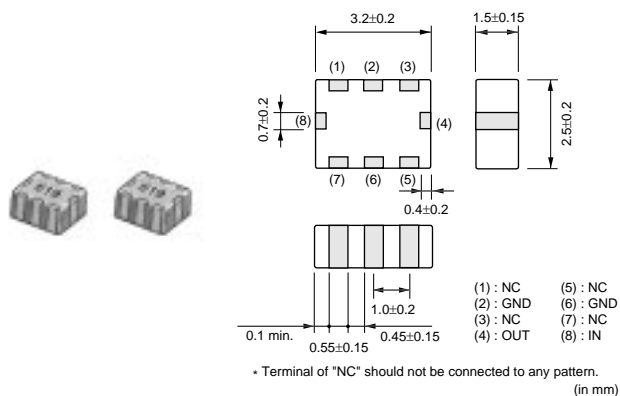 3.2±0.2
1.5±0.15
(1) (2) (3)
0.7±0.2
(8)
(4)
2.5±0.2
(7) (6) (5)
0.4±0.2
1.0±0.2
0.1 min.
0.45±0.15
0.55±0.15
(1) : NC (5) : NC
(2) : GND (6) : GND
(3) : NC (7) : NC
(4) : OUT (8) : IN
* Terminal of "NC" should not be connected to any pattern.
(in mm)